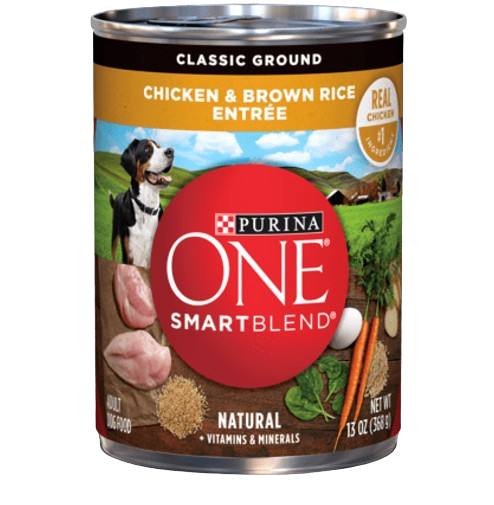 CLASSIC GROUND
CHICKEN & BROWN RICE
ENTRÉE
REAL
CHICKEN
#1
INGREDIENT
PURINA
ONE®
SMARTBLEND®
NATURAL
+ VITAMINS & MINERALS
ADULT
DOG FOOD
NET WT
13 OZ (368 g)